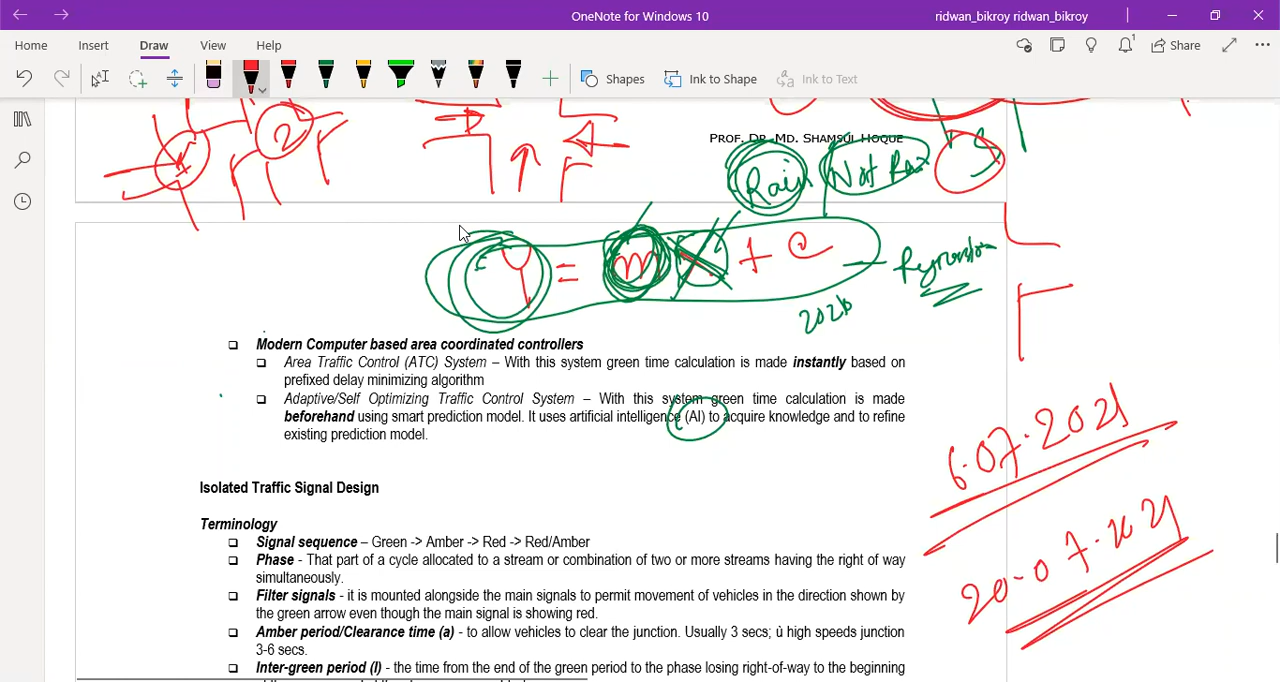 OneNote for Windows 10
ridwan_bikroy ridwan_bikroy
Home Insert Draw View Help
Share
Shapes Ink to Shape Ink to Text
1 2
PROF. DR. MD. SHAMSUL HOQUE
Rain Not Rain
Y = m + c
Regression
Modern Computer based area coordinated controllers
Area Traffic Control (ATC) System – With this system green time calculation is made instantly based on
prefixed delay minimizing algorithm
Adaptive/Self Optimizing Traffic Control System – With this system green time calculation is made
beforehand using smart prediction model. It uses artificial intelligence (AI) to acquire knowledge and to refine
existing prediction model.
6.07.2021
Isolated Traffic Signal Design
20.07.2021
Terminology
Signal sequence – Green -> Amber -> Red -> Red/Amber
Phase - That part of a cycle allocated to a stream or combination of two or more streams having the right of way
simultaneously.
Filter signals - it is mounted alongside the main signals to permit movement of vehicles in the direction shown by
the green arrow even though the main signal is showing red.
Amber period/Clearance time (a) - to allow vehicles to clear the junction. Usually 3 secs; ù high speeds junction
3-6 secs.
Inter-green period (I) - the time from the end of the green period to the phase losing right-of-way to the beginning